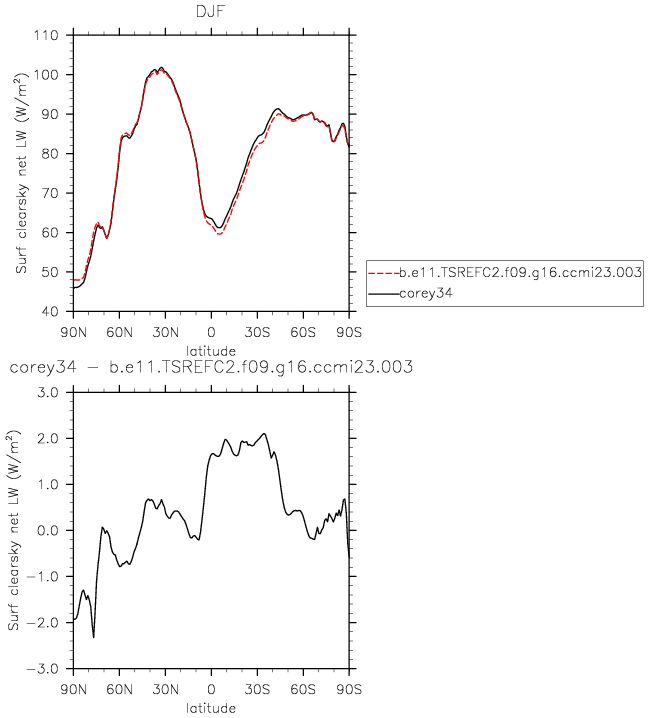 DJF
110
100
90
80
70
60
50
40
Surf clearsky net LW (W/m²)
90N 60N 30N 0 30S 60S 90S
latitude
b.e11.TSREFC2.f09.g16.ccmi23.003
corey34
corey34 − b.e11.TSREFC2.f09.g16.ccmi23.003
3.0
2.0
1.0
0.0
−1.0
−2.0
−3.0
Surf clearsky net LW (W/m²)
90N 60N 30N 0 30S 60S 90S
latitude